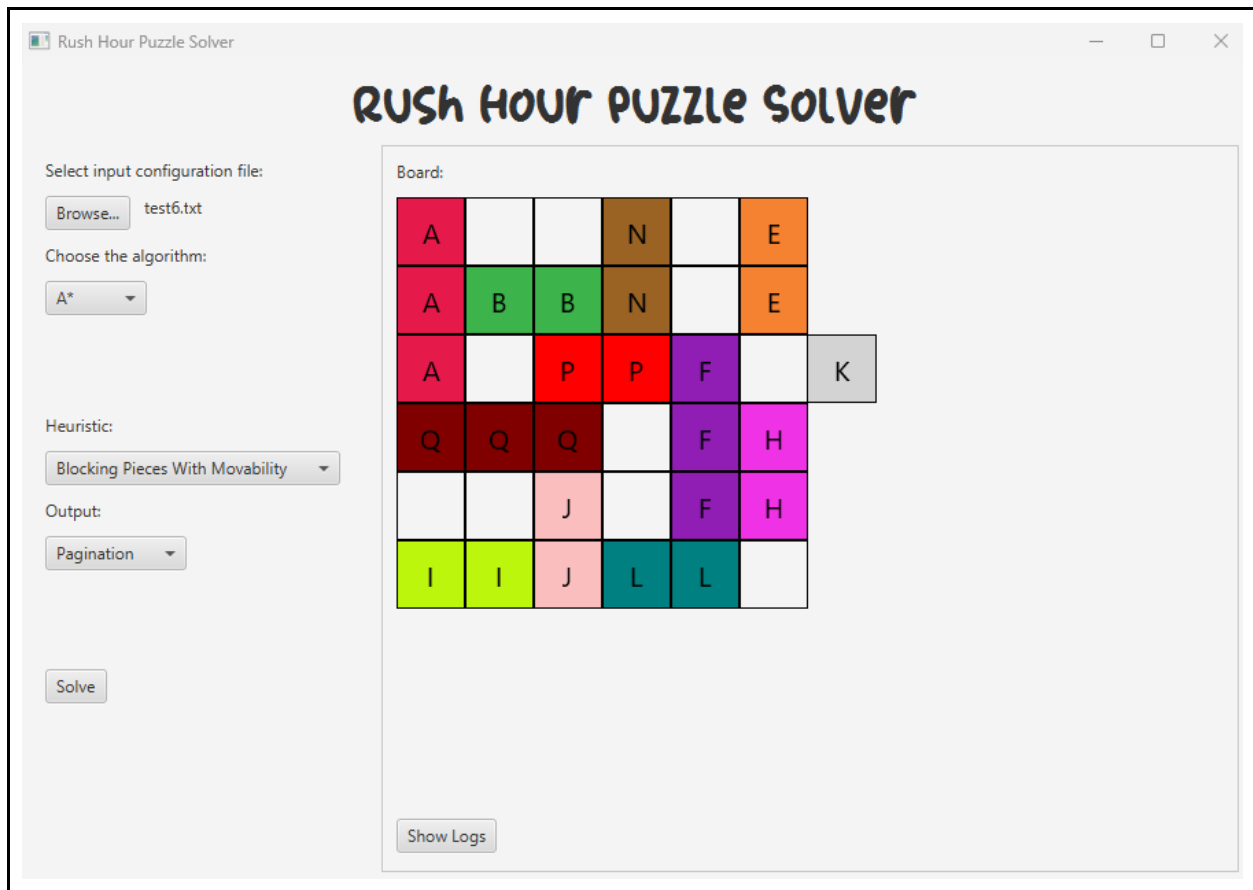 Rush Hour Puzzle Solver
Rush Hour Puzzle Solver
Select input configuration file:
Browse... test6.txt
Choose the algorithm:
A*
Heuristic:
Blocking Pieces With Movability
Output:
Pagination
Solve
Board:
A N E
A B B N E
A P P F K
Q Q Q F H
J F H
I I J L L
Show Logs